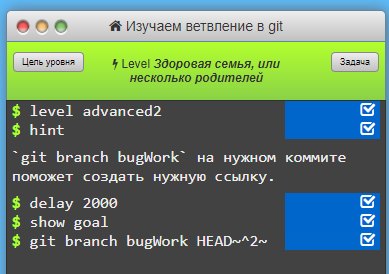 Изучаем ветвление в git
Цель уровня
Level Здоровая семья, или
несколько родителей
Задача
$ level advanced2
$ hint
`git branch bugWork` на нужном коммите
поможет создать нужную ссылку.
$ delay 2000
$ show goal
$ git branch bugWork HEAD~^2~